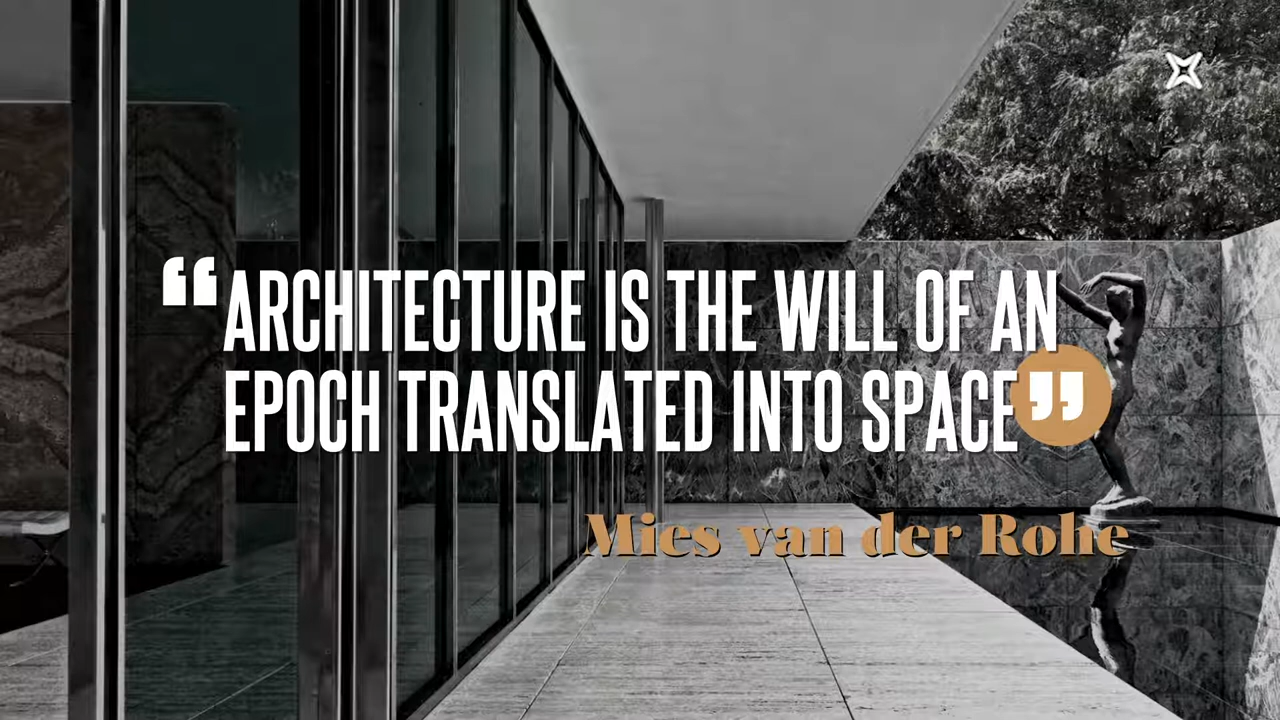 “ARCHITECTURE IS THE WILL OF AN
EPOCH TRANSLATED INTO SPACE”
Mies van der Rohe